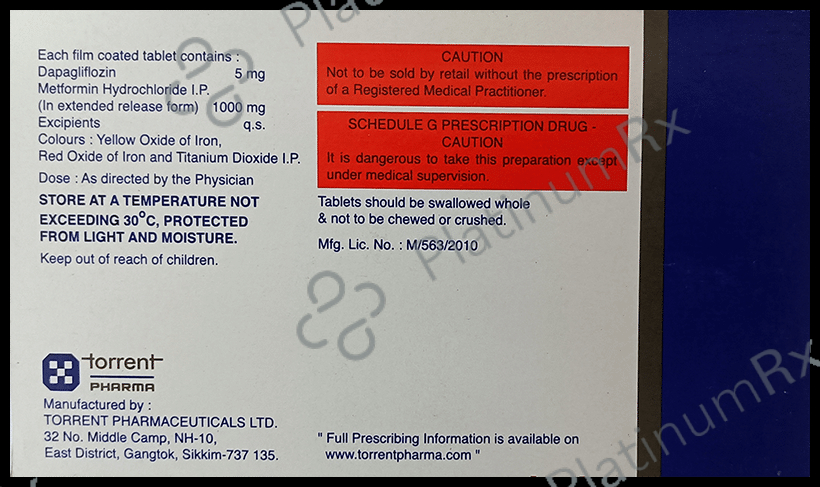 Each film coated tablet contains :
Dapagliflozin 5 mg
Metformin Hydrochloride I.P.
(In extended release form) 1000 mg
Excipients q.s.
Colours : Yellow Oxide of Iron,
Red Oxide of Iron and Titanium Dioxide I.P.
Dose : As directed by the Physician
STORE AT A TEMPERATURE NOT
EXCEEDING 30°C, PROTECTED
FROM LIGHT AND MOISTURE.
Keep out of reach of children.
torrent
PHARMA
Manufactured by :
TORRENT PHARMACEUTICALS LTD.
32 No. Middle Camp, NH-10,
East District, Gangtok, Sikkim-737 135.
CAUTION
Not to be sold by retail without the prescription
of a Registered Medical Practitioner.
SCHEDULE G PRESCRIPTION DRUG -
CAUTION
It is dangerous to take this preparation except
under medical supervision.
Tablets should be swallowed whole
& not to be chewed or crushed.
Mfg. Lic. No. : M/563/2010
" Full Prescribing Information is available on
www.torrentpharma.com "
PlatinumRx
PlatinumRx